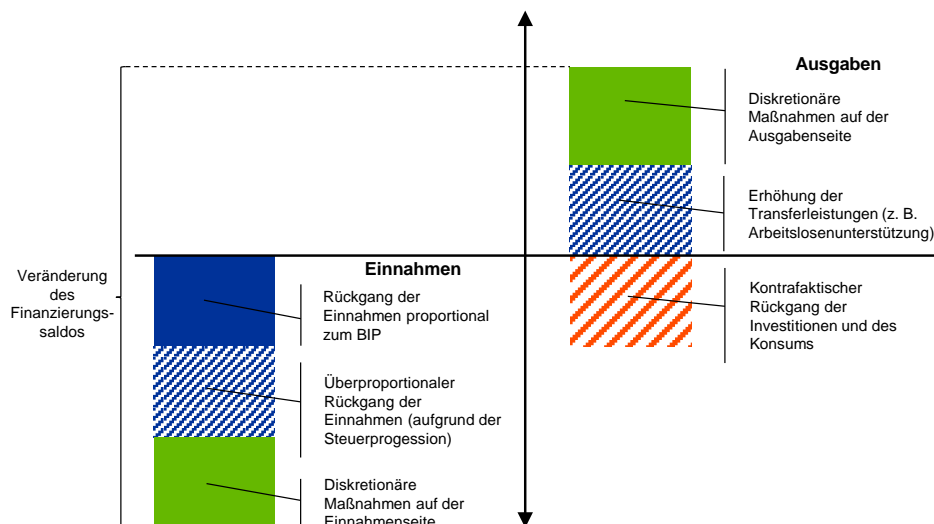 Ausgaben
Diskretionäre
Maßnahmen auf der
Ausgabenseite
Erhöhung der
Transferleistungen (z. B.
Arbeitslosenunterstützung)
Veränderung
des
Finanzierungs-
saldos
Einnahmen
Rückgang der
Einnahmen proportional
zum BIP
Kontrafaktischer
Rückgang der
Investitionen und des
Konsums
Überproportionaler
Rückgang der
Einnahmen (aufgrund der
Steuerprogession)
Diskretionäre
Maßnahmen auf der
Einnahmenseite